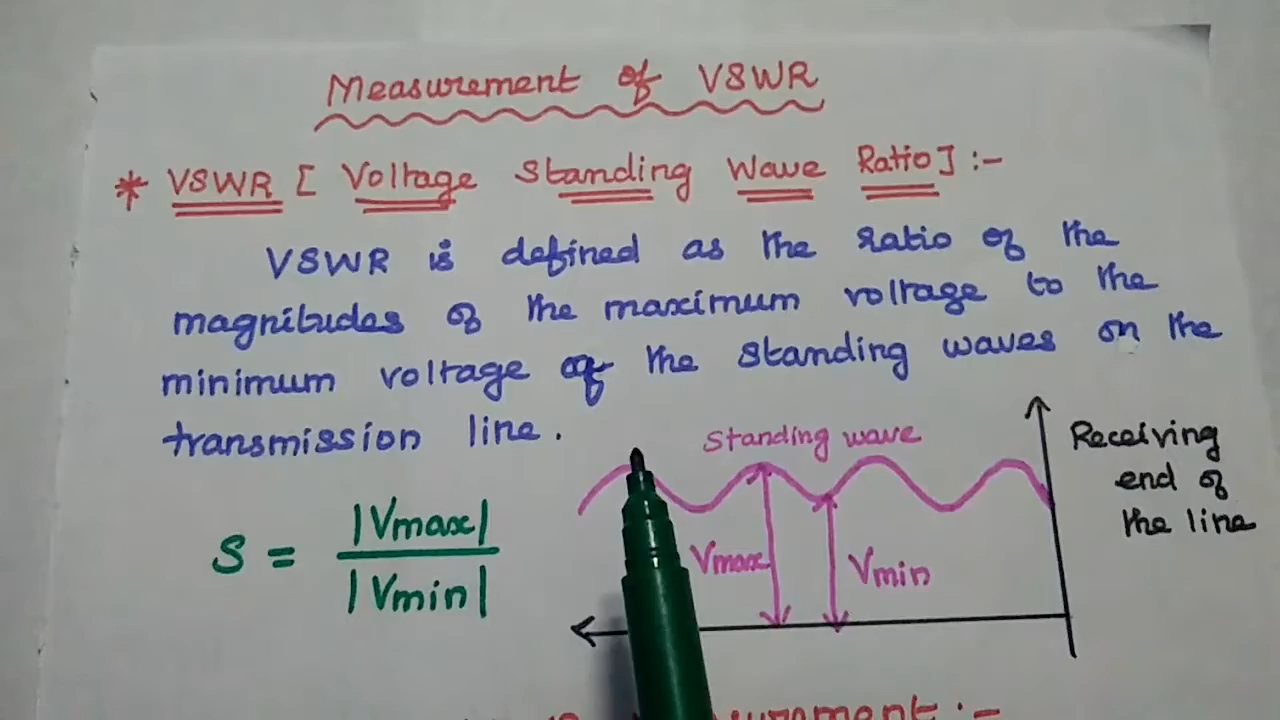 Measurement of VSWR
* VSWR [ Voltage Standing Wave Ratio] :-
VSWR is defined as the ratio of the
magnitudes of the maximum voltage to the
minimum voltage of the standing waves on the
transmission line.
S = |Vmax| / |Vmin|
Standing wave
Vmax
Vmin
Receiving
end of
the line